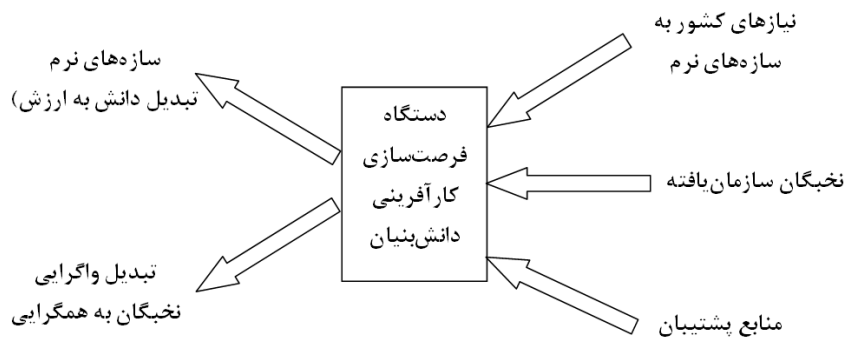 نیازهای کشور به
سازه‌های نرم
نخبگان سازمان‌یافته
منابع پشتیبان
دستگاه
فرصت‌سازی
کارآفرینی
دانش‌بنیان
سازه‌های نرم
تبدیل دانش به ارزش)
تبدیل واگرایی
نخبگان به همگرایی